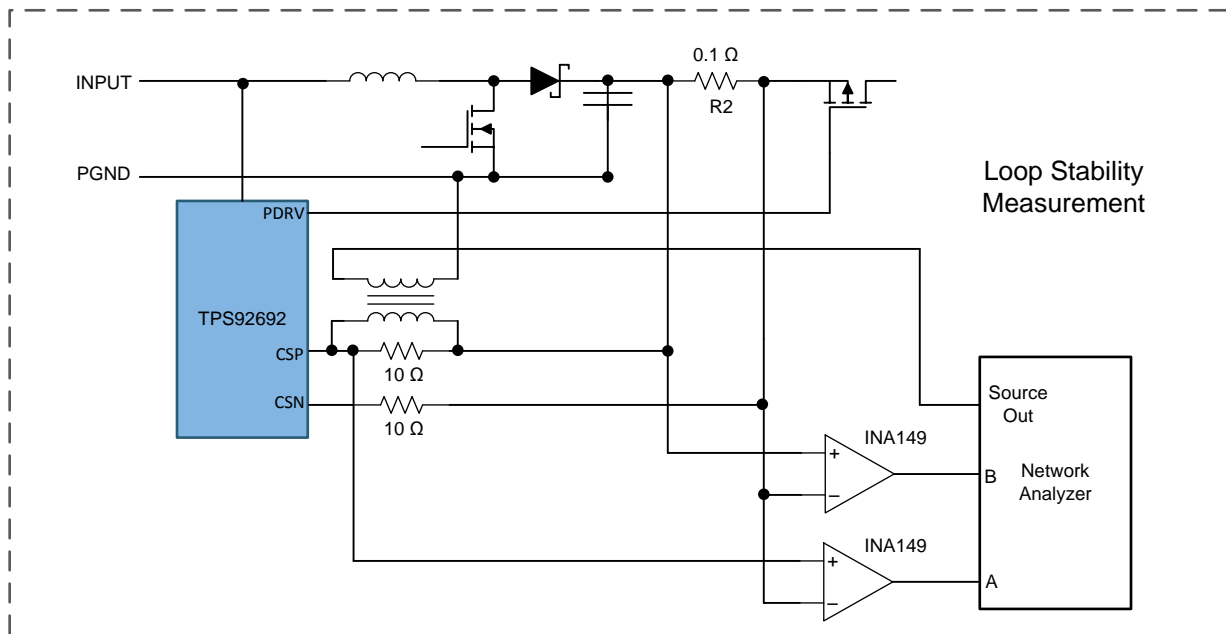 0.1 Ω
R2
INPUT
PGND
Loop Stability
Measurement
PDRV
TPS92692
CSP
10 Ω
CSN
10 Ω
Source
Out
INA149
+
−
B
Network
Analyzer
INA149
+
−
A